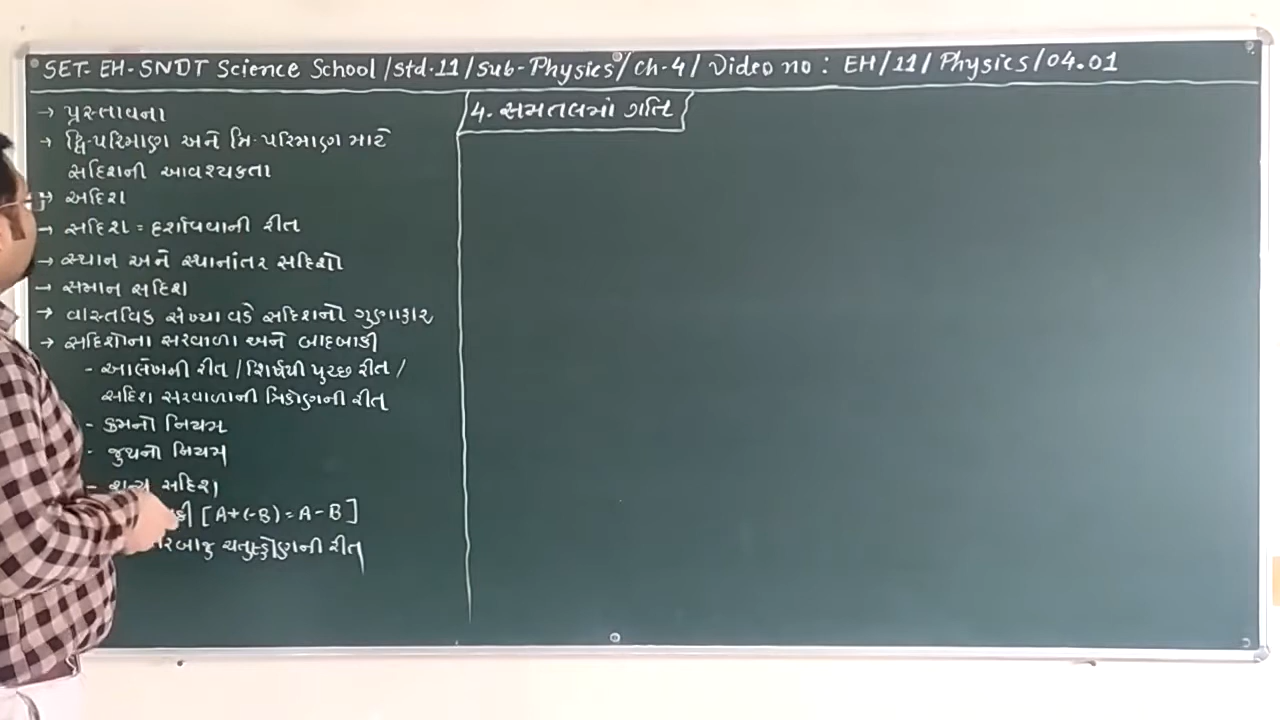 SET-EH-SNDT Science School/Std.11/Sub-Physics/Ch-4/Video no : EH/11/Physics/04.01
→ પ્રસ્તાવના
→ દ્વિ-પરિમાણ અને ત્રિ-પરિમાણ માટે
સદિશની આવશ્યકતા
→ અદિશ
→ સદિશ = દર્શાવવાની રીત
→ સ્થાન અને સ્થાનાંતર સદિશો
→ સમાન સદિશ
→ વાસ્તવિક સંખ્યા વડે સદિશનો ગુણાકાર
→ સદિશોના સરવાળા અને બાદબાકી
- આલેખની રીત / શિર્ષથી પુચ્છ રીત /
સદિશ સરવાળાની ત્રિકોણની રીત
- ક્રમનો નિયમ
- જુથનો નિયમ
- શૂન્ય સદિશ
[A+(-B) = A-B]
ચતુષ્કોણની રીત
4. સમતલમાં ગતિ